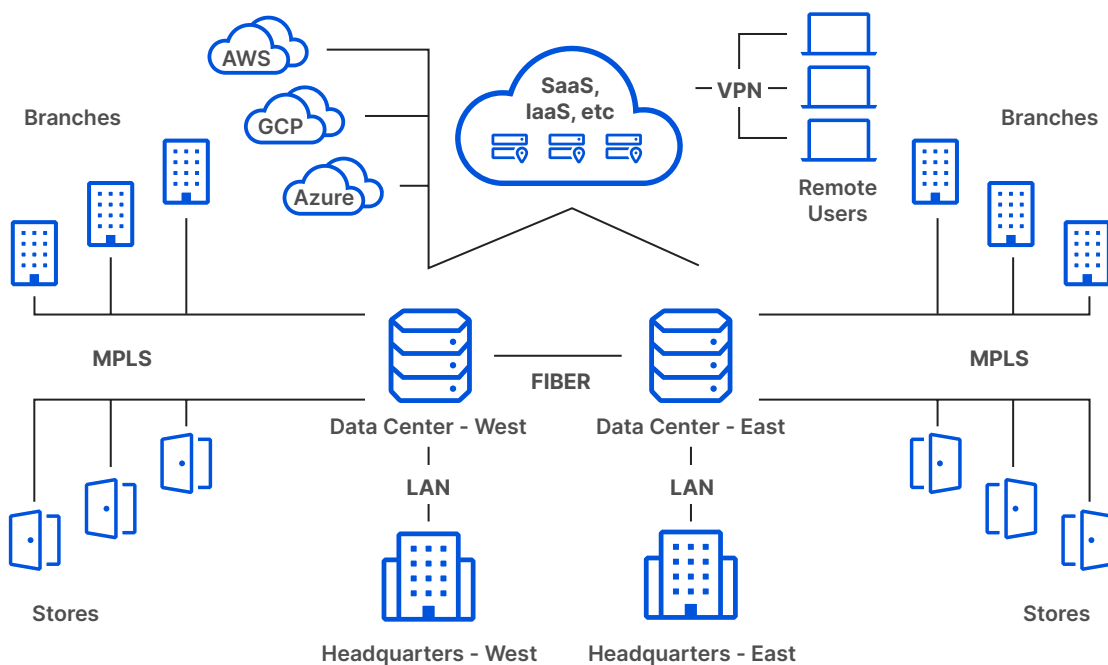 AWS
SaaS,
IaaS, etc
VPN
Branches
GCP
Branches
Azure
Remote
Users
MPLS
FIBER
MPLS
Data Center - West
Data Center - East
LAN
LAN
Stores
Stores
Headquarters - West
Headquarters - East